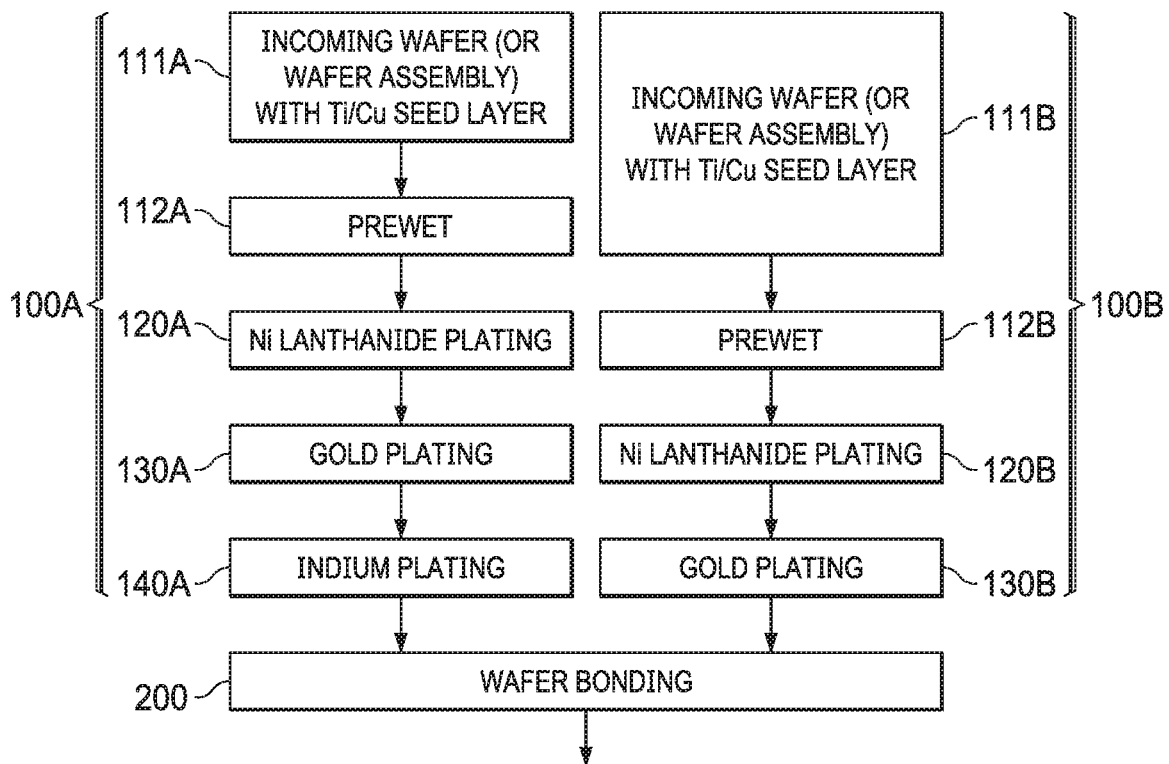 111A
INCOMING WAFER (OR
WAFER ASSEMBLY)
WITH Ti/Cu SEED LAYER
INCOMING WAFER (OR
WAFER ASSEMBLY)
WITH Ti/Cu SEED LAYER
111B
112A
PREWET
100A
120A
Ni LANTHANIDE PLATING
PREWET
112B
100B
130A
GOLD PLATING
Ni LANTHANIDE PLATING
120B
140A
INDIUM PLATING
GOLD PLATING
130B
200
WAFER BONDING